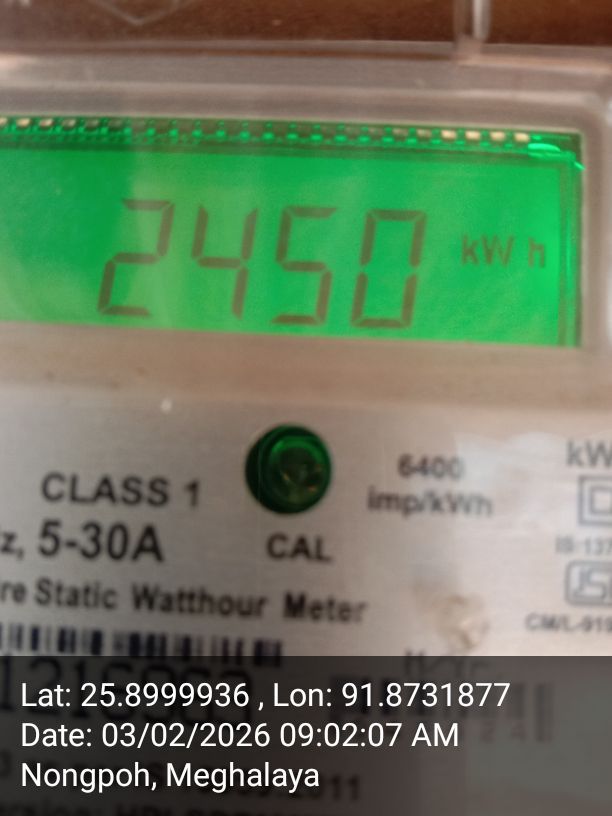 2450 kWh
6400
CLASS 1 imp/kWh
z, 5-30A CAL
re Static Watthour Meter
Lat: 25.8999936 , Lon: 91.8731877
Date: 03/02/2026 09:02:07 AM
Nongpoh, Meghalaya